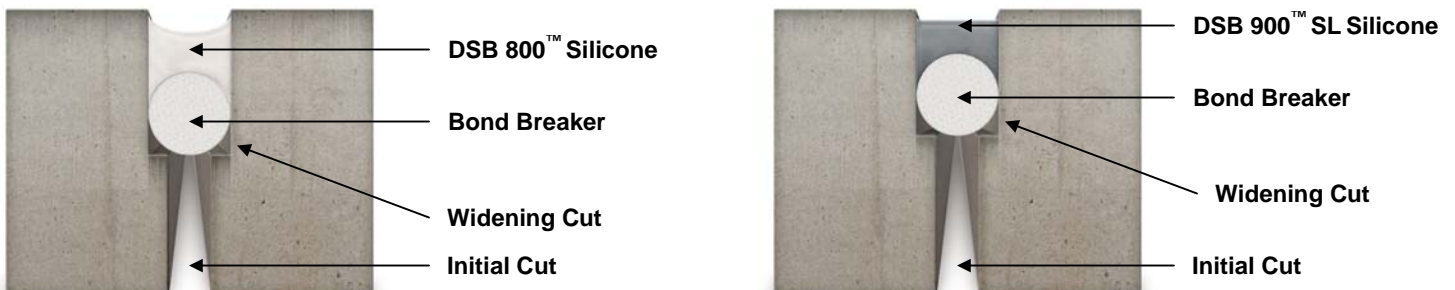 DSB 800™ Silicone
Bond Breaker
Widening Cut
Initial Cut
DSB 900™ SL Silicone
Bond Breaker
Widening Cut
Initial Cut